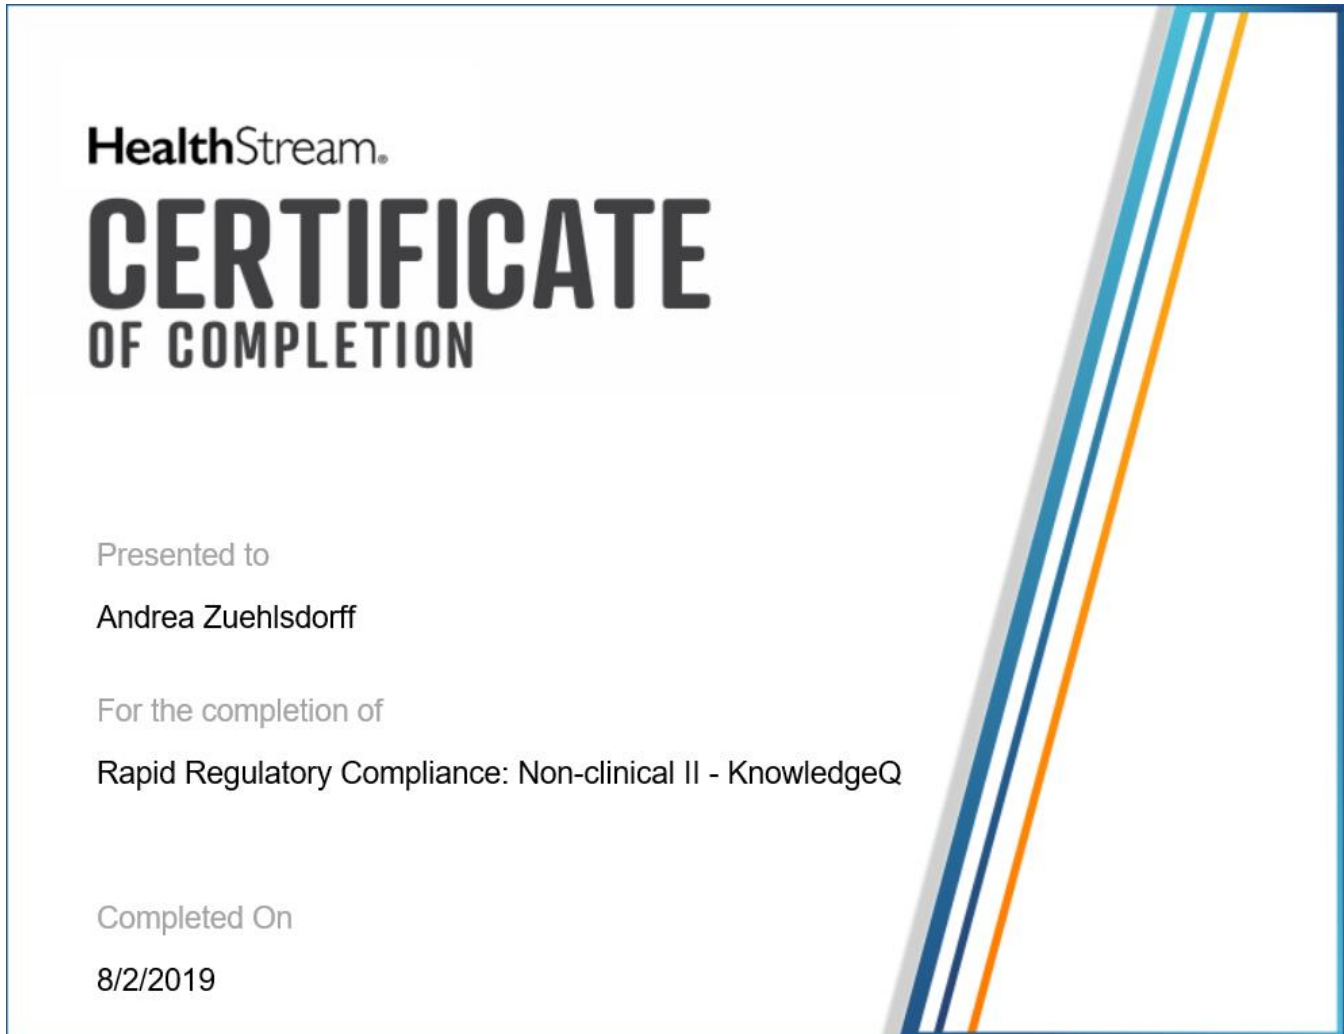 HealthStream®
CERTIFICATE
OF COMPLETION
Presented to
Andrea Zuehlsdorff
For the completion of
Rapid Regulatory Compliance: Non-clinical II - KnowledgeQ
Completed On
8/2/2019